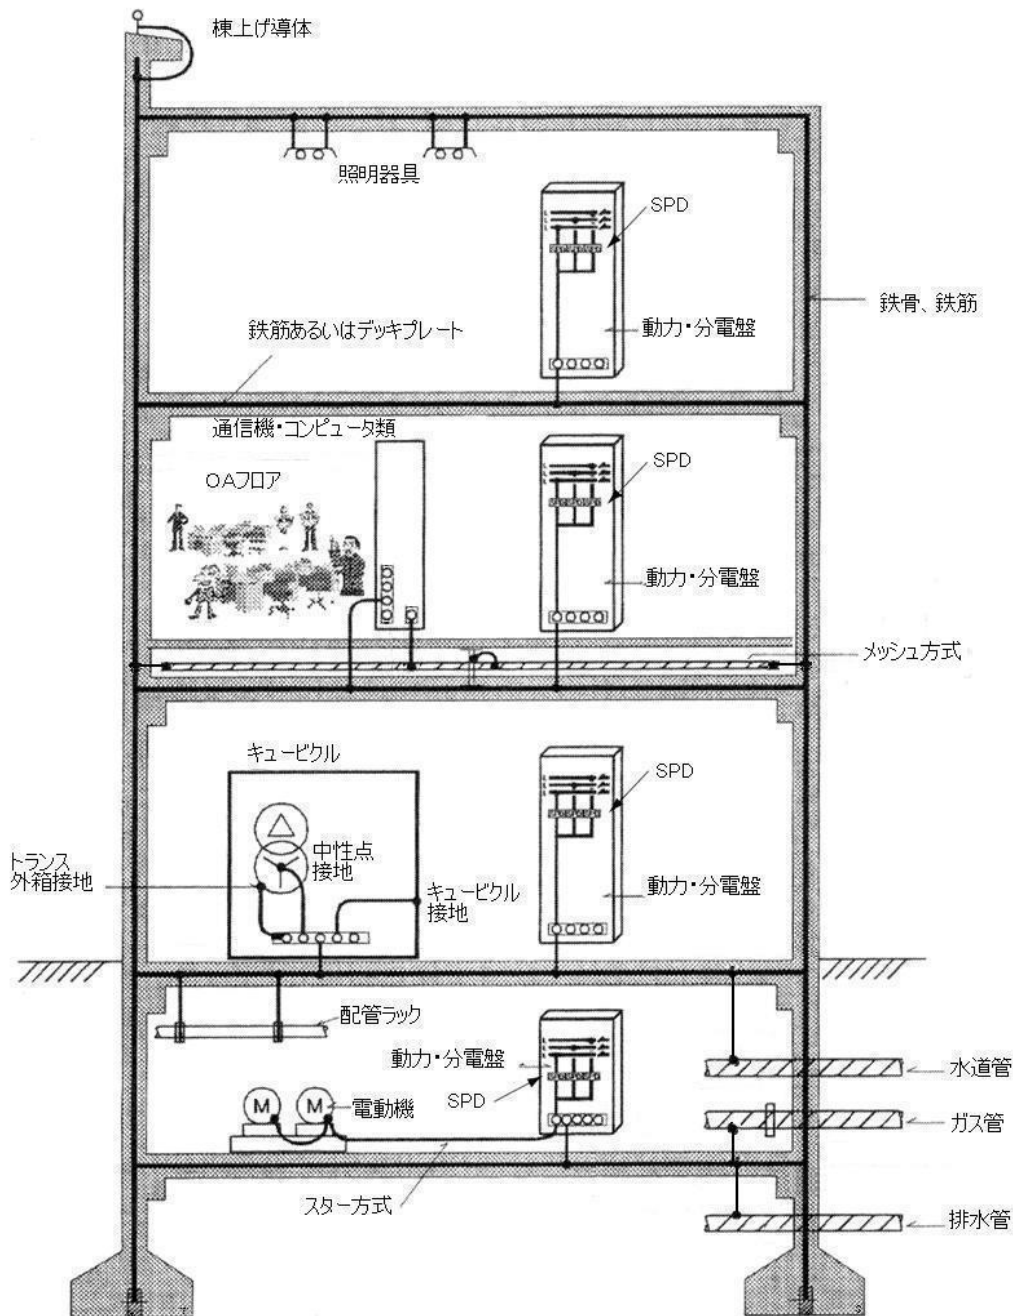 棟上げ導体
照明器具
SPD
鉄骨、鉄筋
動力・分電盤
鉄筋あるいはデッキプレート
通信機・コンピュータ類
SPD
OAフロア
動力・分電盤
メッシュ方式
キュービクル
SPD
トランス
外箱接地
中性点
接地
キュービクル
接地
動力・分電盤
配管ラック
動力・分電盤
SPD
水道管
M
M
電動機
ガス管
スター方式
排水管